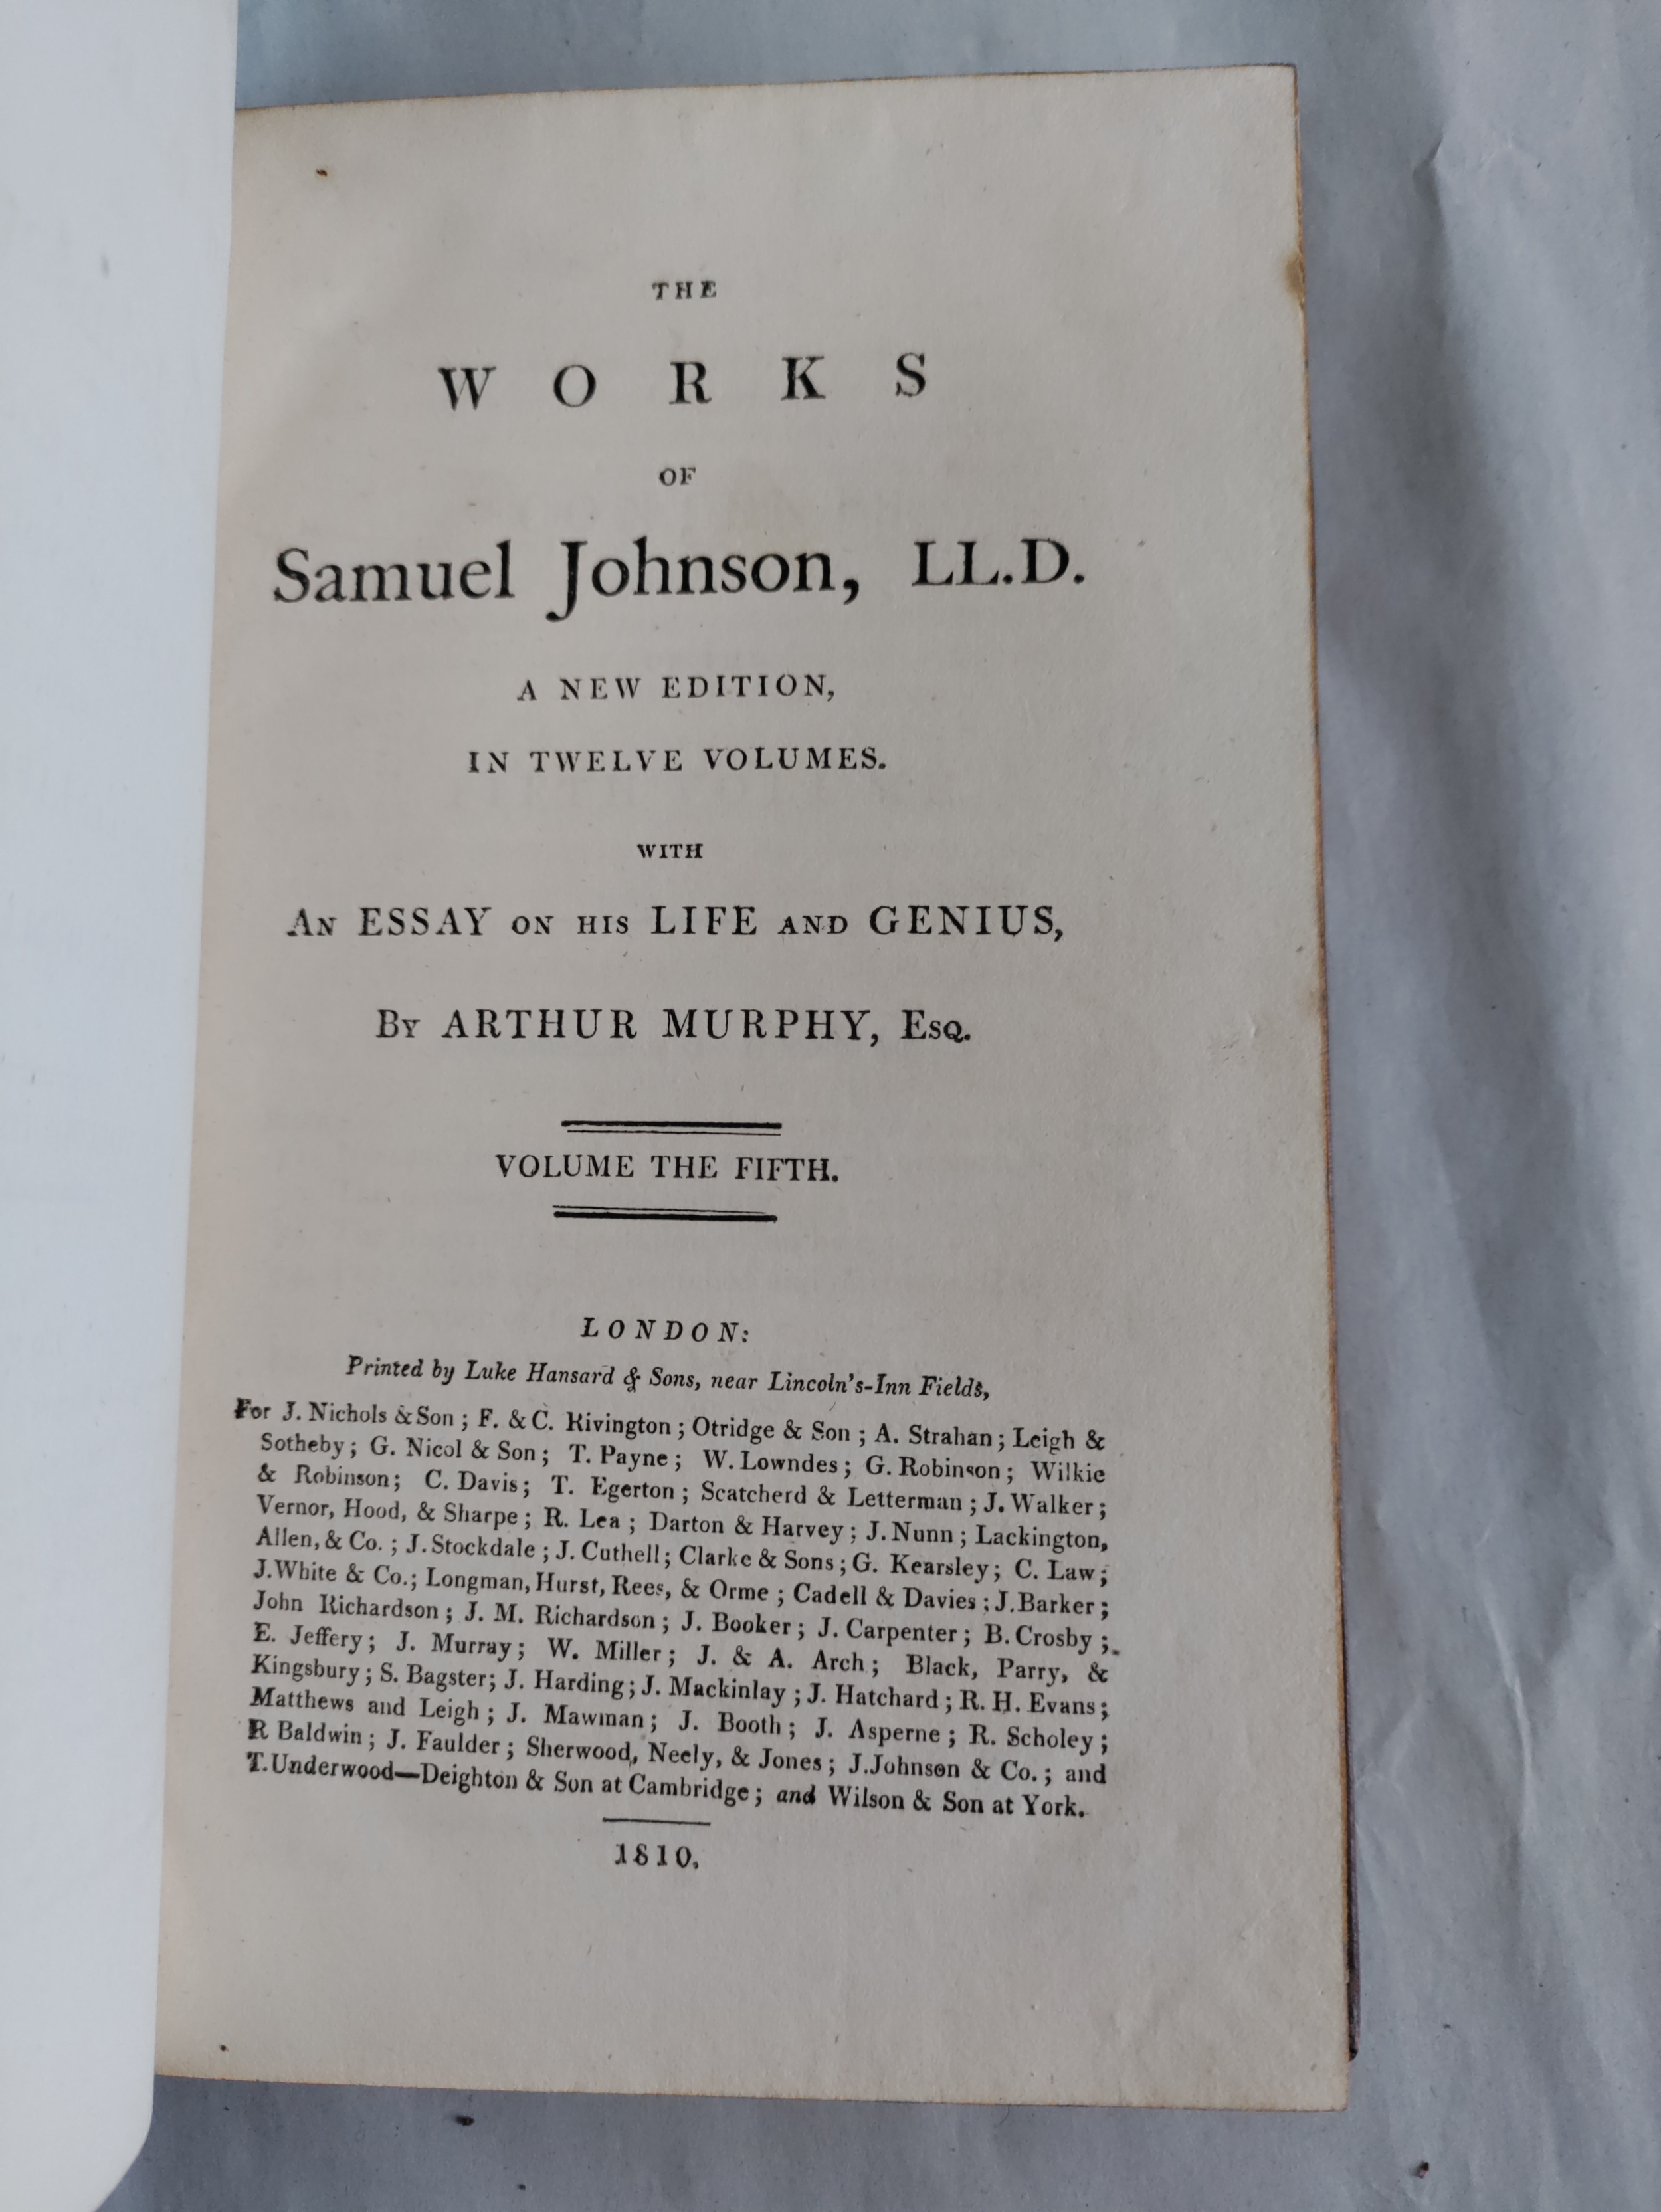 THE
WORKS
OF
Samuel Johnson, LL.D.
A NEW EDITION,
IN TWELVE VOLUMES.
WITH
AN ESSAY ON HIS LIFE AND GENIUS,
BY ARTHUR MURPHY, ESQ.
VOLUME THE FIFTH.
LONDON:
Printed by Luke Hansard & Sons, near Lincoln's-Inn Fields,
For J. Nichols & Son; F. & C. Rivington; Otridge & Son; A. Strahan; Leigh &
Sotheby; G. Nicol & Son; T. Payne; W. Lowndes; G. Robinson; Wilkie
& Robinson; C. Davis; T. Egerton; Scatcherd & Letterman; J. Walker;
Vernor, Hood, & Sharpe; R. Lea; Darton & Harvey; J. Nunn; Lackington,
Allen, & Co.; J. Stockdale; J. Cuthell; Clarke & Sons; G. Kearsley; C. Law;
J. White & Co.; Longman, Hurst, Rees, & Orme; Cadell & Davies; J. Barker;
John Richardson; J. M. Richardson; J. Booker; J. Carpenter; B. Crosby;
E. Jeffery; J. Murray; W. Miller; J. & A. Arch; Black, Parry, &
Kingsbury; S. Bagster; J. Harding; J. Mackinlay; J. Hatchard; R. H. Evans;
Matthews and Leigh; J. Mawman; J. Booth; J. Asperne; R. Scholey;
R Baldwin; J. Faulder; Sherwood, Neely, & Jones; J. Johnson & Co.; and
T. Underwood—Deighton & Son at Cambridge; and Wilson & Son at York.
1810.